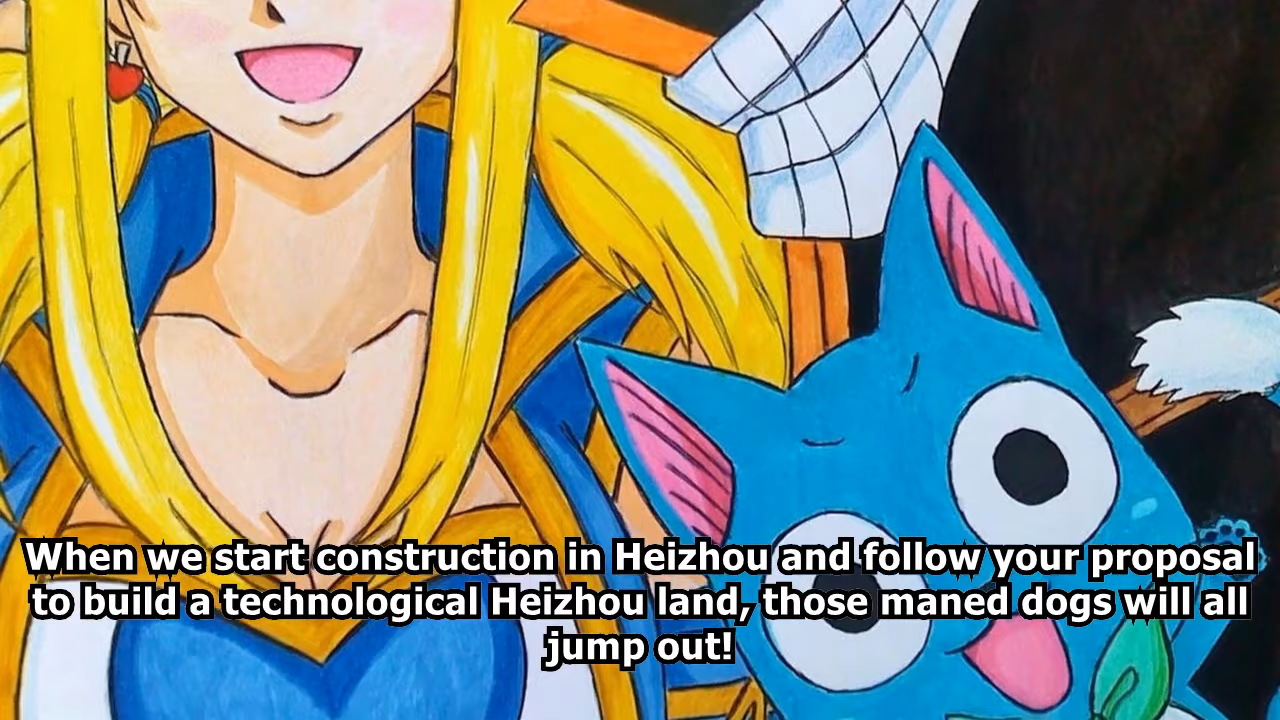 When we start construction in Heizhou and follow your proposal
to build a technological Heizhou land, those maned dogs will all
jump out!